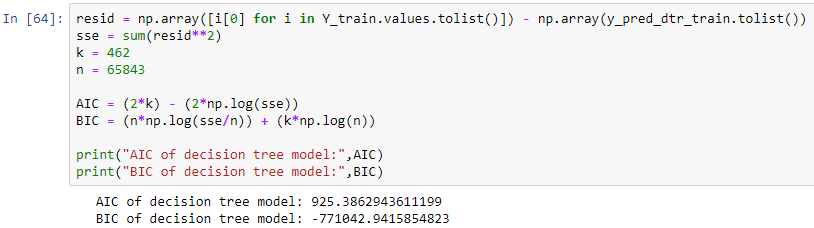 In [64]: resid = np.array([i[0] for i in Y_train.values.tolist()]) - np.array(y_pred_dtr_train.tolist())
sse = sum(resid**2)
k = 462
n = 65843
AIC = (2*k) - (2*np.log(sse))
BIC = (n*np.log(sse/n)) + (k*np.log(n))
print("AIC of decision tree model:",AIC)
print("BIC of decision tree model:",BIC)
AIC of decision tree model: 925.3862943611199
BIC of decision tree model: -771042.9415854823